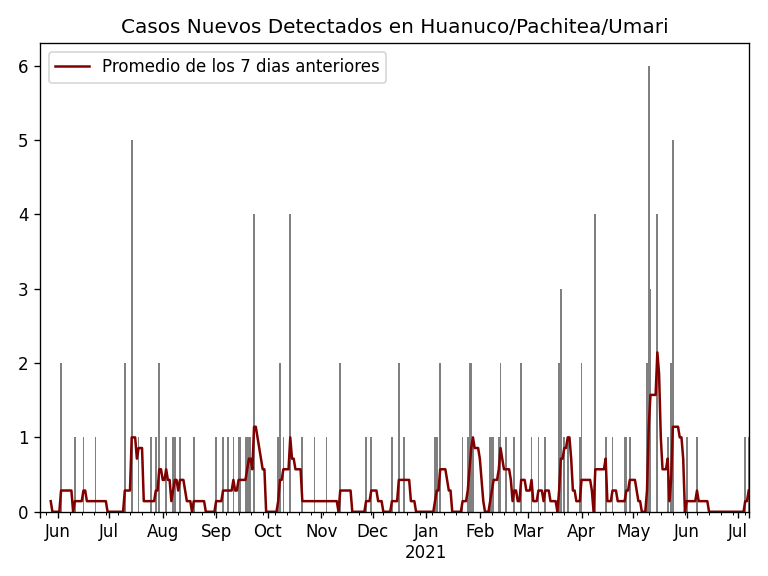 Casos Nuevos Detectados en Huanuco/Pachitea/Umari
Promedio de los 7 dias anteriores
6
5
4
3
2
1
0
Jun Jul Aug Sep Oct Nov Dec Jan Feb Mar Apr May Jun Jul
2021